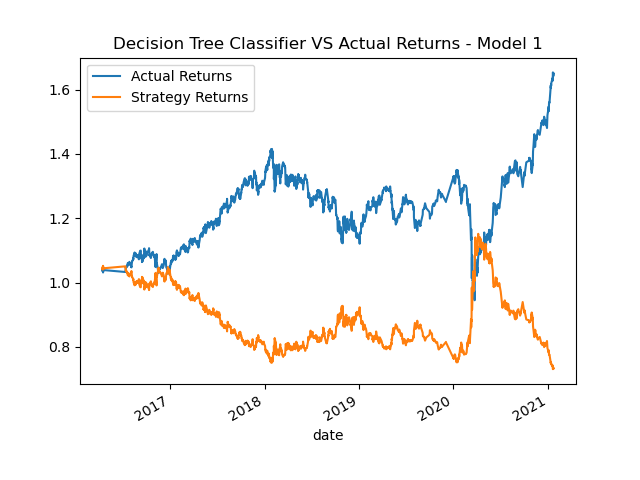 Decision Tree Classifier VS Actual Returns - Model 1
Actual Returns
Strategy Returns
1.6
1.4
1.2
1.0
0.8
2017
2018
2019
2020
2021
date